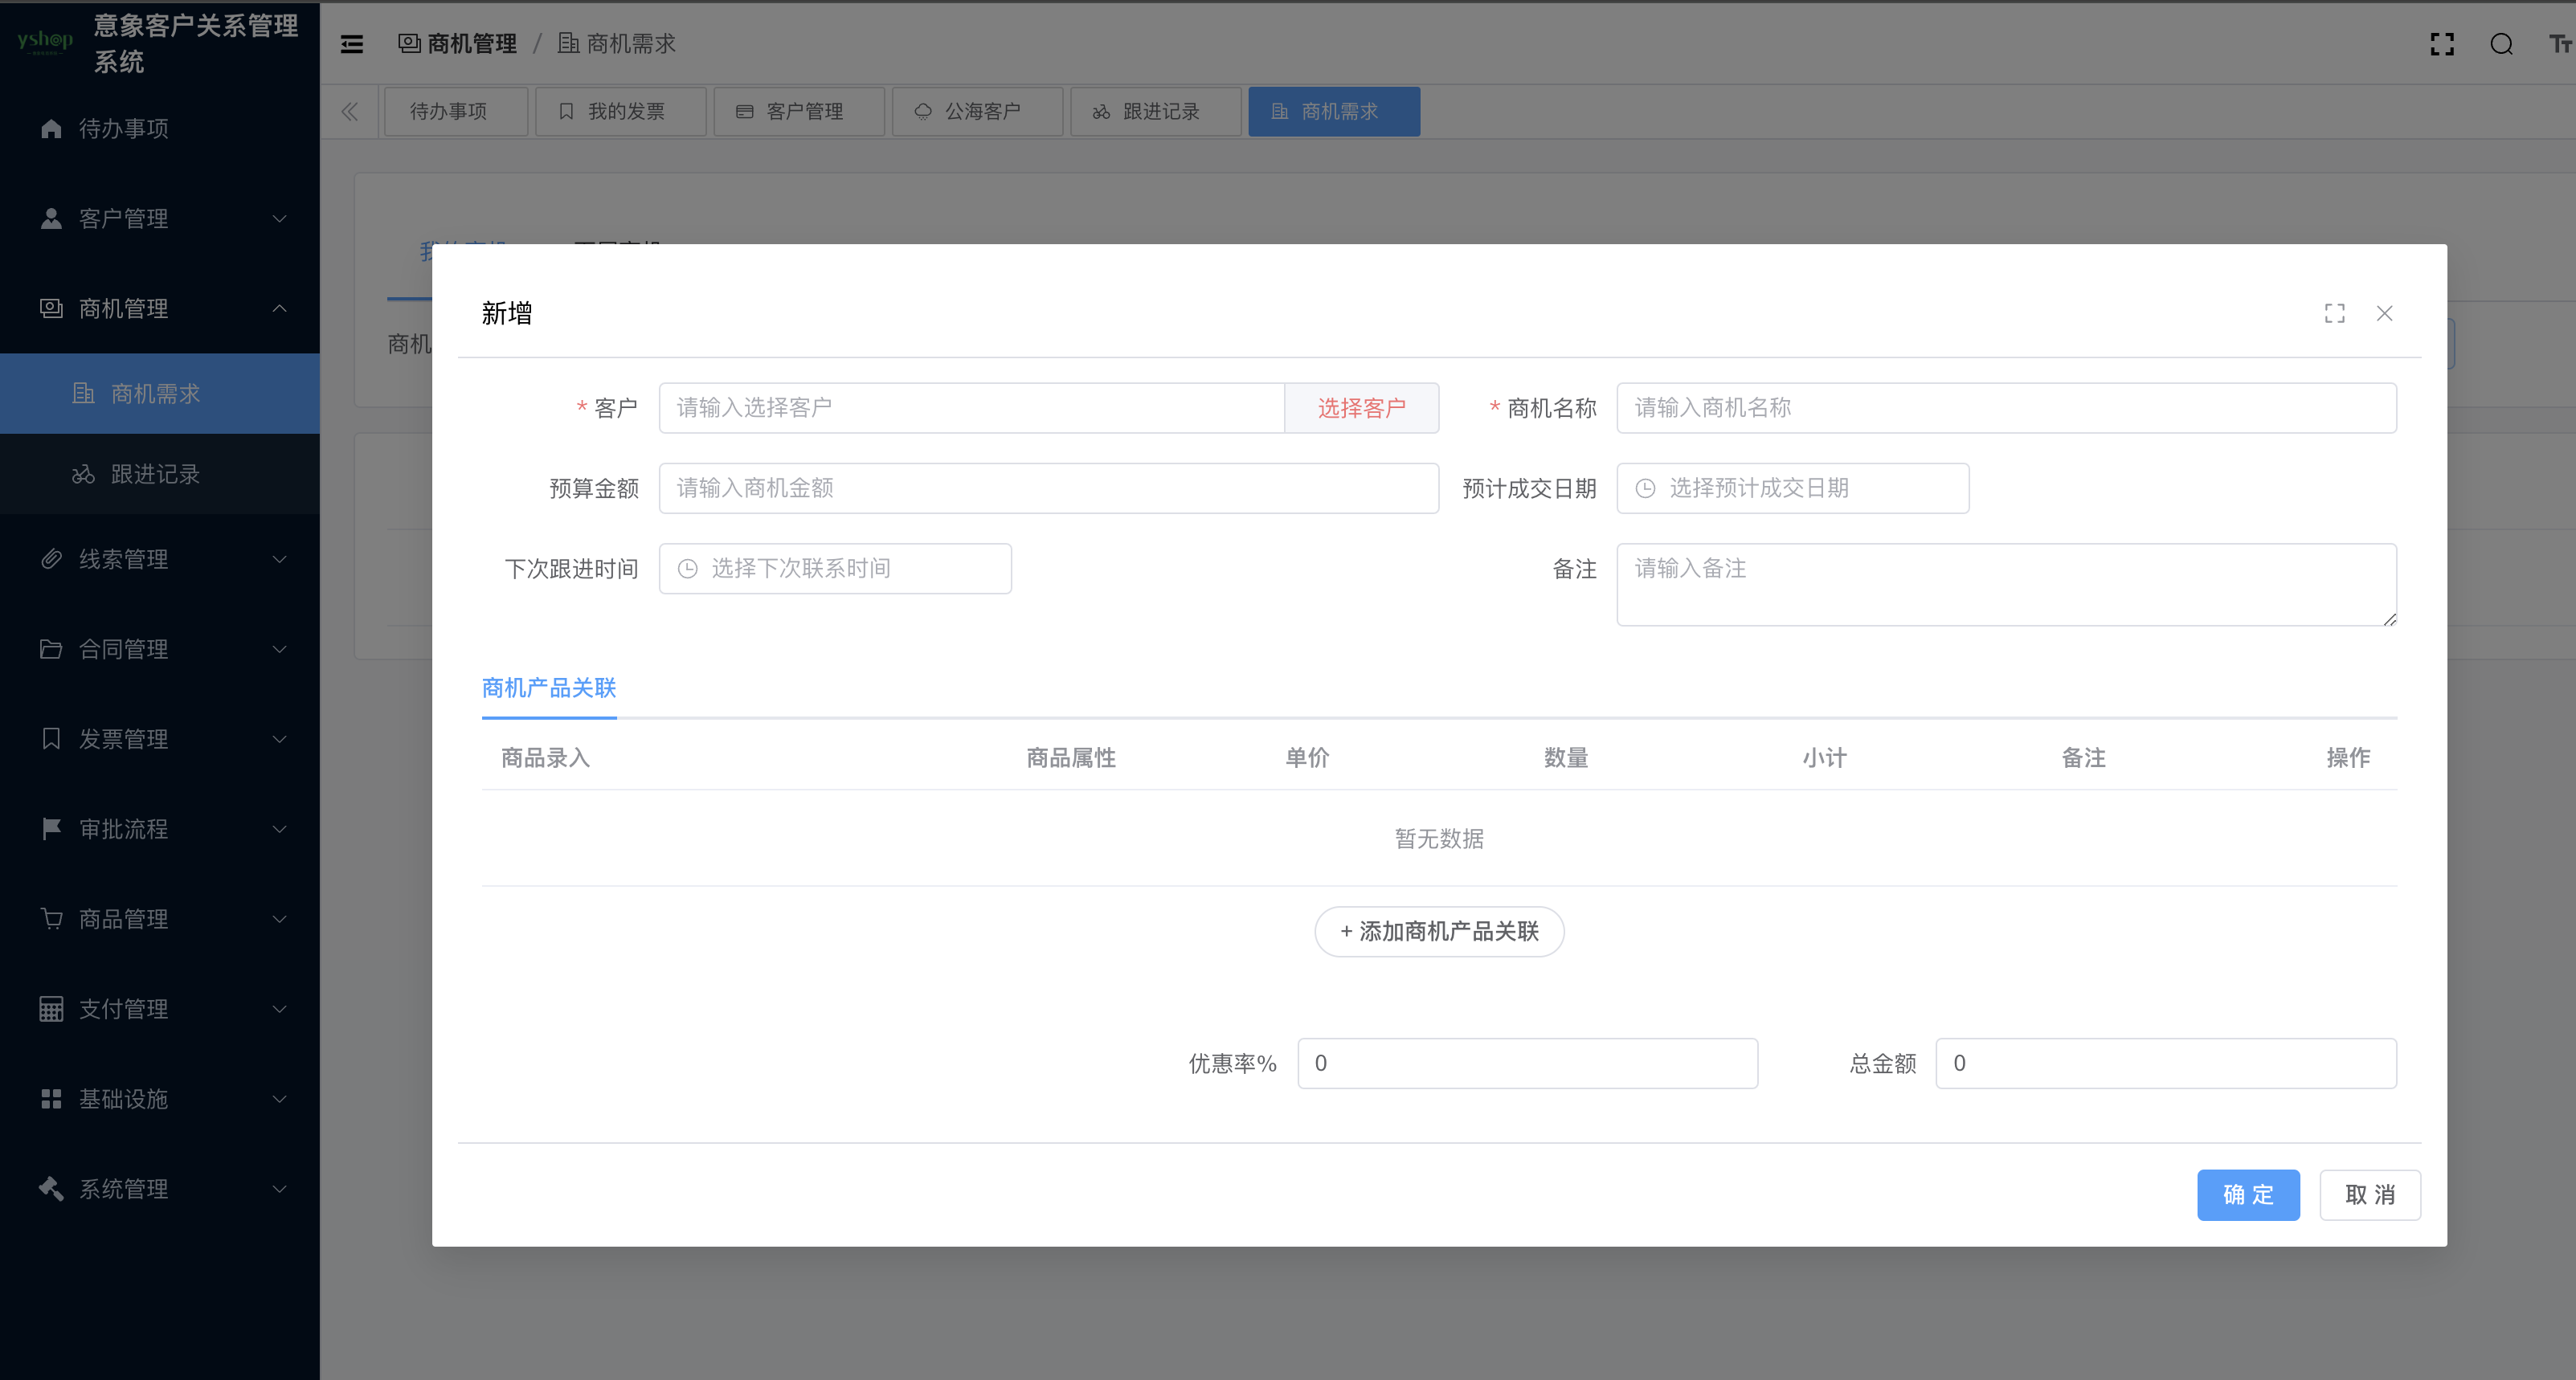 yshop
意象客户关系管理
系统
待办事项
客户管理
商机管理
商机需求
跟进记录
线索管理
合同管理
发票管理
审批流程
商品管理
支付管理
基础设施
系统管理
商机管理 / 商机需求
待办事项 我的发票 客户管理 公海客户 跟进记录 商机需求
商机
新增
* 客户 请输入选择客户 选择客户 * 商机名称 请输入商机名称
预算金额 请输入商机金额 预计成交日期 选择预计成交日期
下次跟进时间 选择下次联系时间 备注 请输入备注
商机产品关联
商品录入 商品属性 单价 数量 小计 备注 操作
暂无数据
+ 添加商机产品关联
优惠率% 0 总金额 0
确 定 取 消